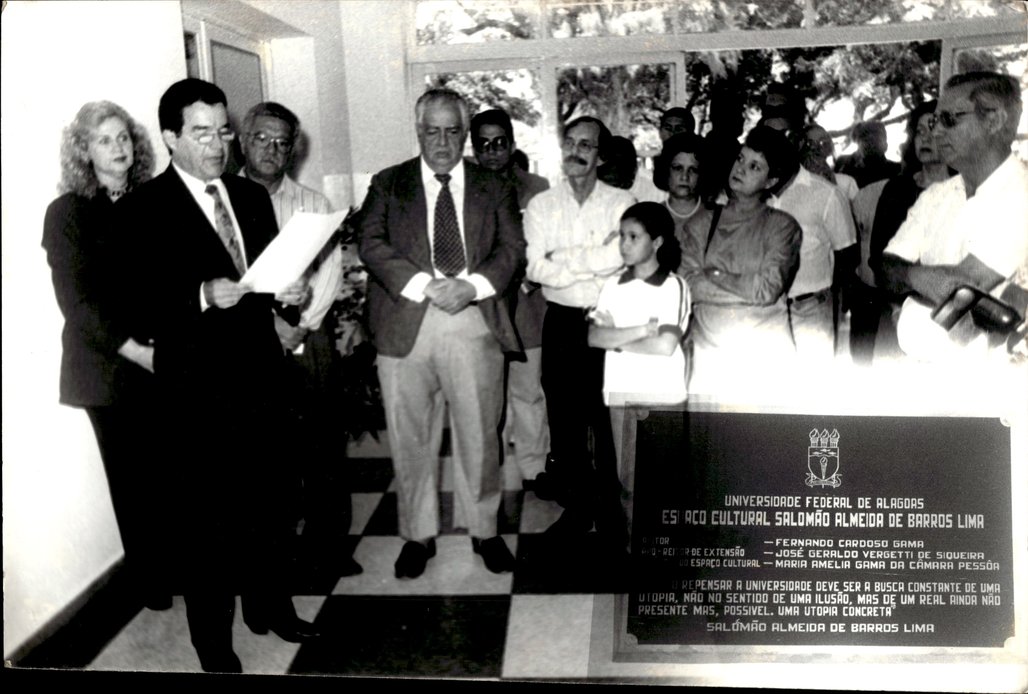 UNIVERSIDADE FEDERAL DE ALAGOAS
ESPAÇO CULTURAL SALOMÃO ALMEIDA DE BARROS LIMA
— FERNANDO CARDOSO GAMA
DE EXTENSÃO — JOSÉ GERALDO VERGETTI DE SIQUEIRA
ESPAÇO CULTURAL — MARIA AMELIA GAMA DA CÂMARA PESSÔA
REPENSAR A UNIVERSIDADE DEVE SER A BUSCA CONSTANTE DE UMA
UTOPIA, NÃO NO SENTIDO DE UMA ILUSÃO, MAS DE UM REAL AINDA NÃO
PRESENTE MAS, POSSIVEL. UMA UTOPIA CONCRETA"
SALOMÃO ALMEIDA DE BARROS LIMA